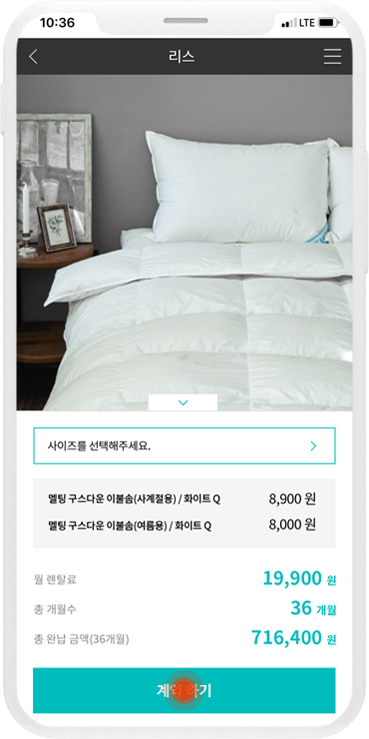 10:36
LTE
리스
사이즈를 선택해주세요.
멜팅 구스다운 이불솜(사계절용) / 화이트 Q 8,900 원
멜팅 구스다운 이불솜(여름용) / 화이트 Q 8,000 원
월 렌탈료 19,900 원
총 개월수 36 개월
총 완납 금액(36개월) 716,400 원
계약 하기